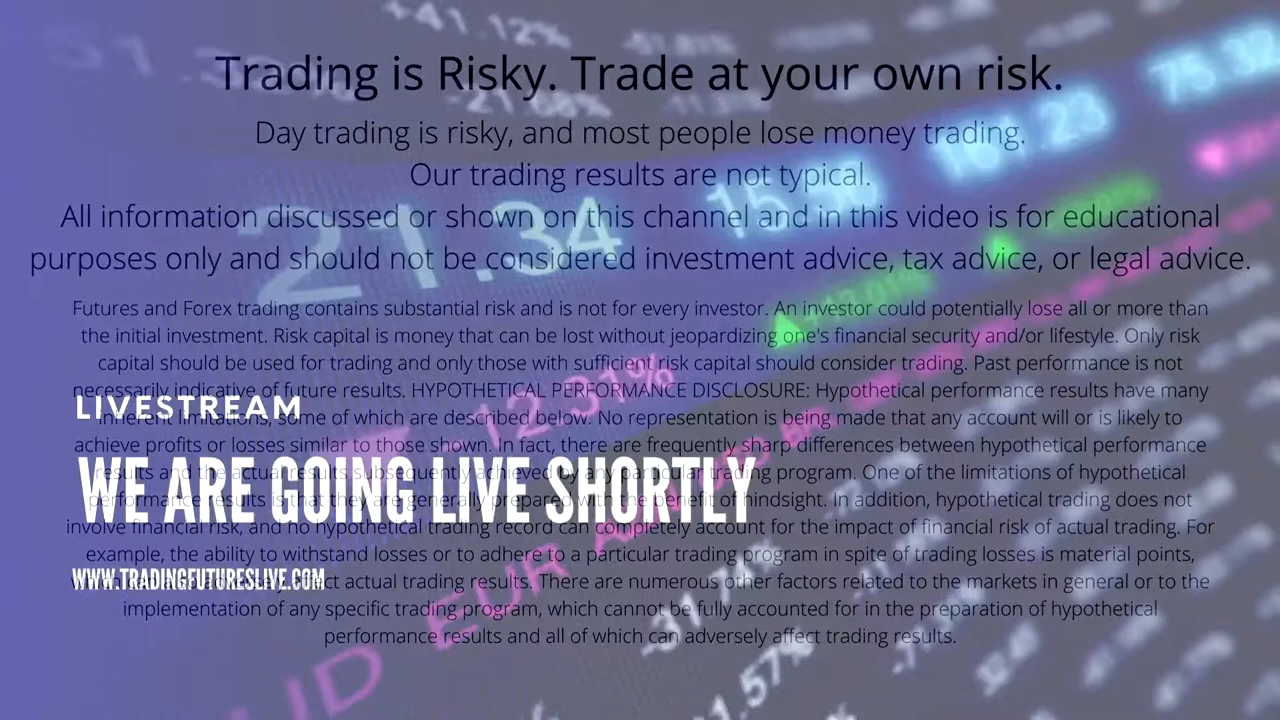 Trading is Risky. Trade at your own risk.
Day trading is risky, and most people lose money trading.
Our trading results are not typical.
All information discussed or shown on this channel and in this video is for educational
purposes only and should not be considered investment advice, tax advice, or legal advice.
Futures and Forex trading contains substantial risk and is not for every investor. An investor could potentially lose all or more than
the initial investment. Risk capital is money that can be lost without jeopardizing one's financial security and/or lifestyle. Only risk
capital should be used for trading and only those with sufficient risk capital should consider trading. Past performance is not
necessarily indicative of future results. HYPOTHETICAL PERFORMANCE DISCLOSURE: Hypothetical performance results have many
inherent limitations, some of which are described below. No representation is being made that any account will or is likely to
achieve profits or losses similar to those shown. In fact, there are frequently sharp differences between hypothetical performance
results and the actual results subsequently achieved by any particular trading program. One of the limitations of hypothetical
performance results is that they are generally prepared with the benefit of hindsight. In addition, hypothetical trading does not
involve financial risk, and no hypothetical trading record can completely account for the impact of financial risk of actual trading. For
example, the ability to withstand losses or to adhere to a particular trading program in spite of trading losses is material points,
actual trading results. There are numerous other factors related to the markets in general or to the
implementation of any specific trading program, which cannot be fully accounted for in the preparation of hypothetical
performance results and all of which can adversely affect trading results.
LIVESTREAM
WE ARE GOING LIVE SHORTLY
WWW.TRADINGFUTURESLIVE.COM
+41.12%
21.34
-12.31%
EUR
-31.74%